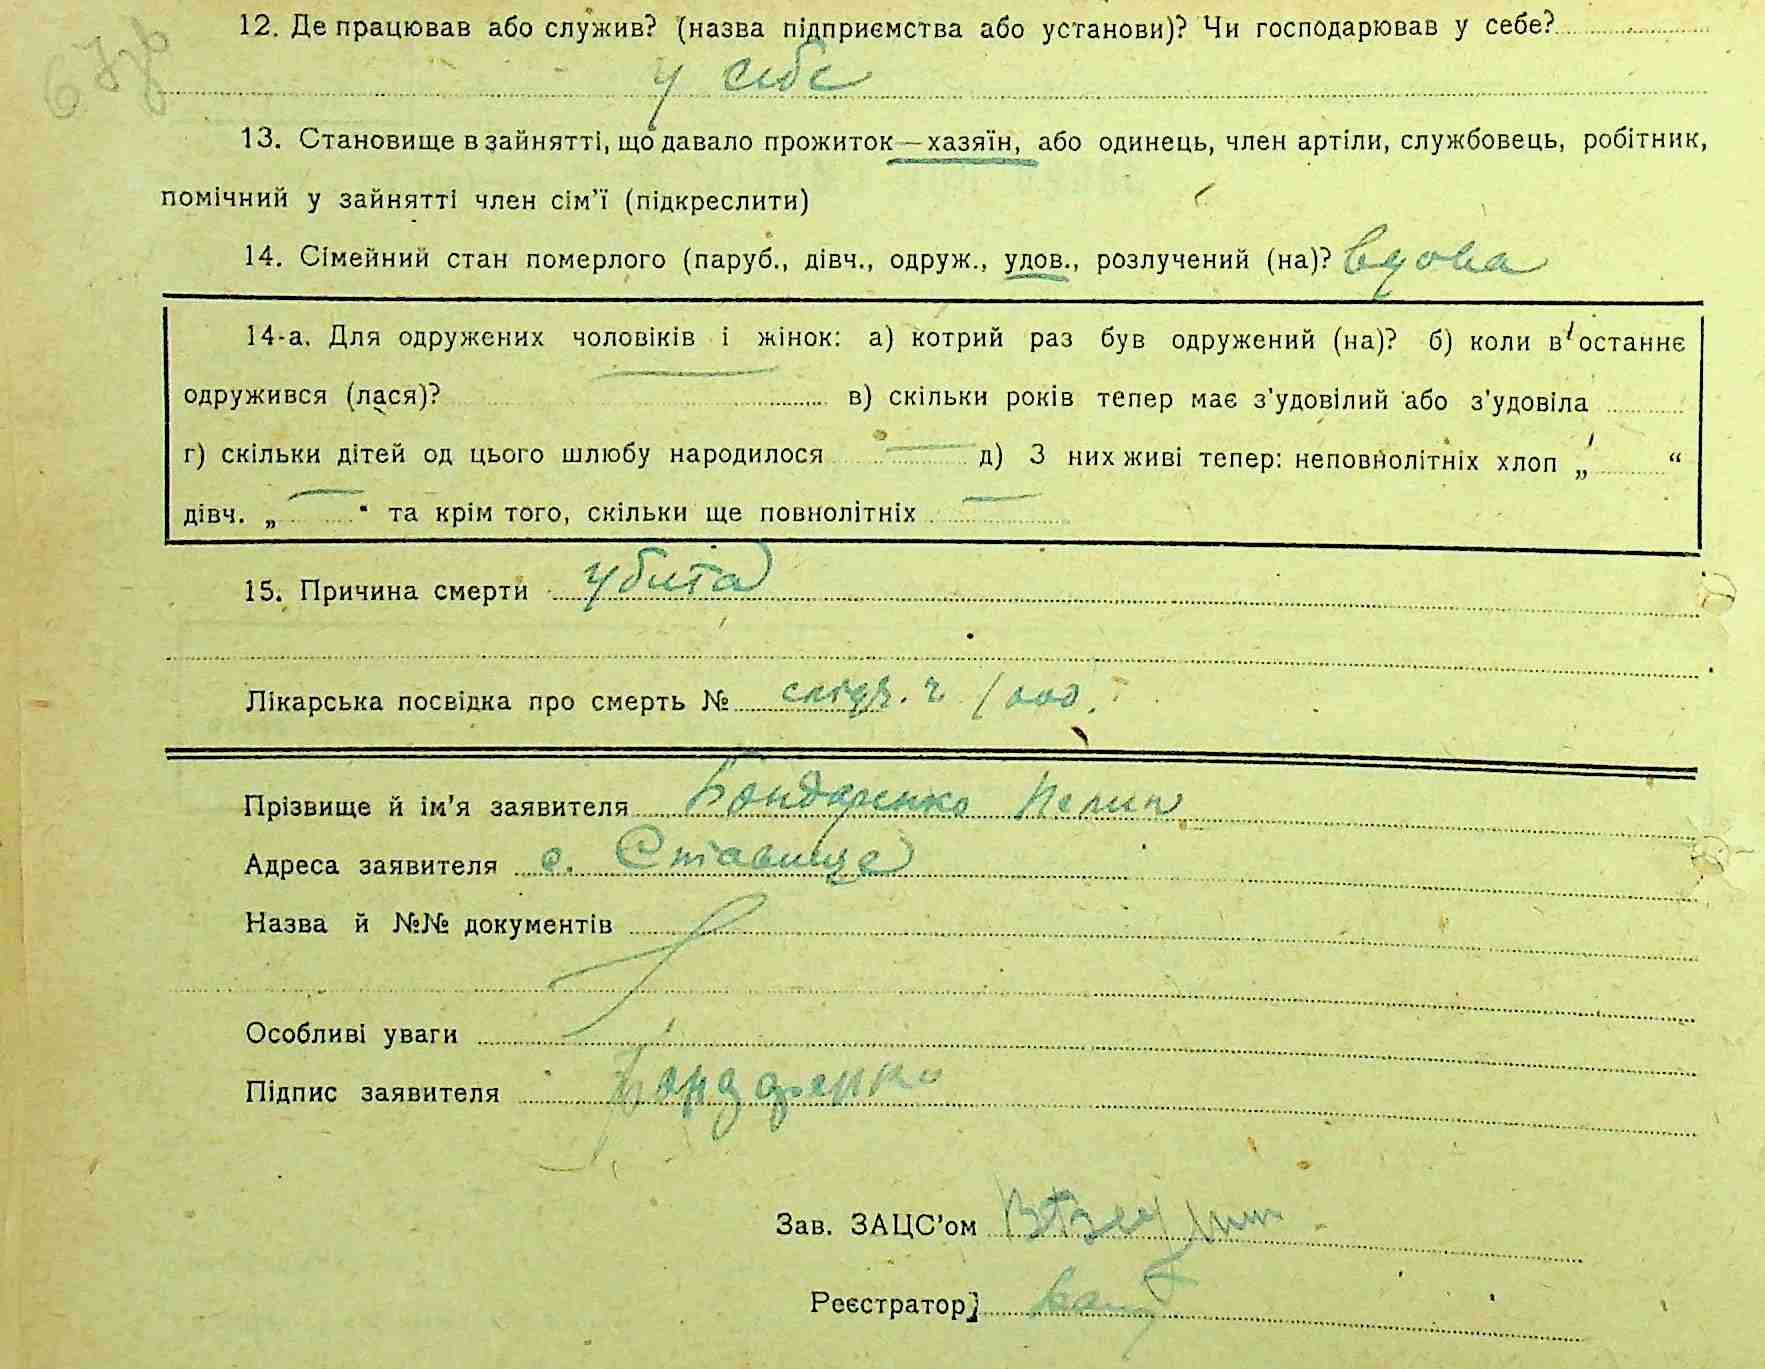 67зв
12. Де працював або служив? (назва підприємства або установи)? Чи господарював у себе?
у себе
13. Становище в зайнятті, що давало прожиток—хазяїн, або одинець, член артіли, службовець, робітник,
помічний у зайнятті член сім'ї (підкреслити)
14. Сімейний стан померлого (паруб., дівч., одруж., удов., розлучений (на)? вдова
14-а. Для одружених чоловіків і жінок: а) котрий раз був одружений (на)? б) коли в'останнє
одружився (лася)? в) скільки років тепер має з'удовілий або з'удовіла
г) скільки дітей од цього шлюбу народилося — д) З них живі тепер: неповнолітніх хлоп „ “
дівч. „ — “ та крім того, скільки ще повнолітніх —
15. Причина смерти убита
Лікарська посвідка про смерть №
Прізвище й ім'я заявителя Бондаренко
Адреса заявителя с. Ставище
Назва й №№ документів
Особливі уваги
Підпис заявителя Бондаренко
Зав. ЗАЦС'ом
Реєстратор